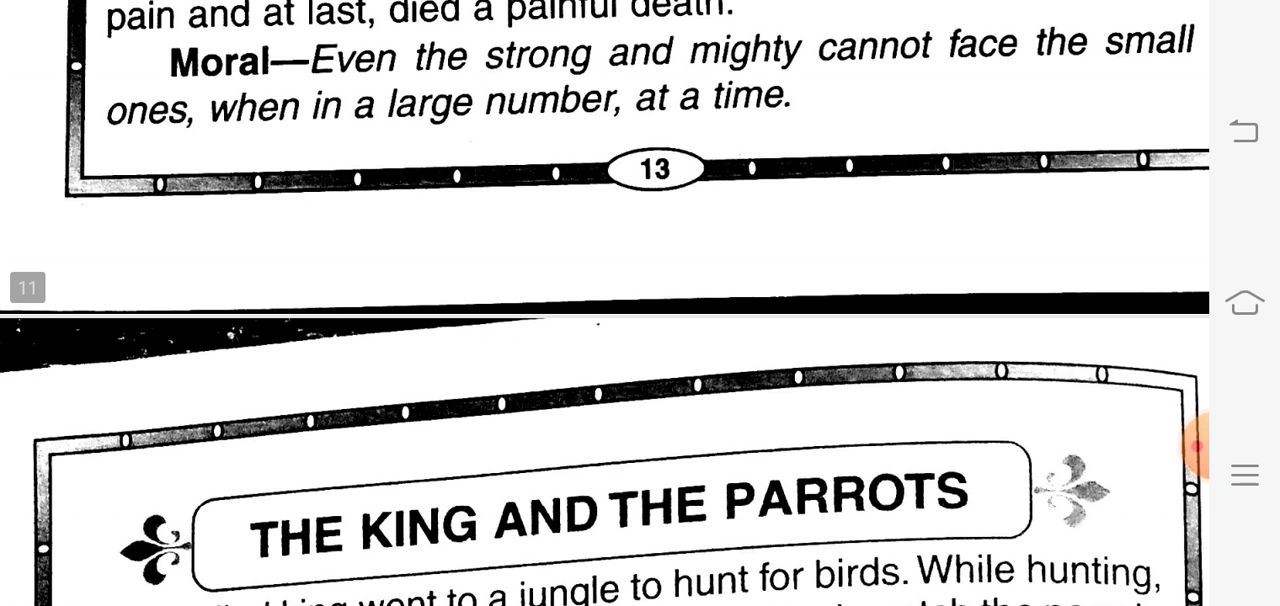 pain and at last, died a painful death.
Moral—Even the strong and mighty cannot face the small
ones, when in a large number, at a time.
13
11
THE KING AND THE PARROTS
went to a jungle to hunt for birds. While hunting,